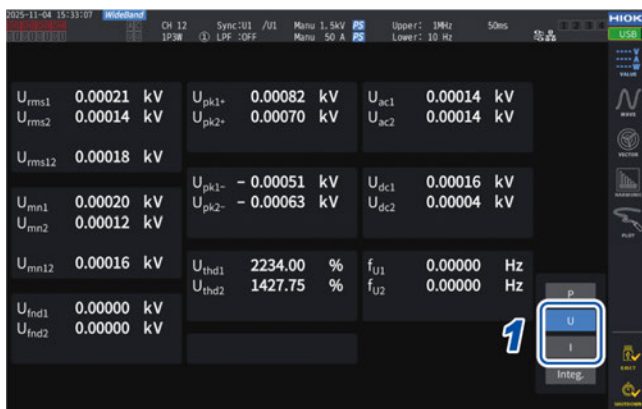 2025-11-04 15:33:07 WideBand
CH 12 Sync:U1 /U1 Manu 1.5kV PS Upper: 1MHz 50ms
1P3W ① LPF :OFF Manu 50 A PS Lower: 10 Hz
HIOKI
USB
VALUE
WAVE
VECTOR
HARMONIC
PLOT
Urms1 0.00021 kV
Urms2 0.00014 kV
Urms12 0.00018 kV
Umn1 0.00020 kV
Umn2 0.00012 kV
Umn12 0.00016 kV
Ufnd1 0.00000 kV
Ufnd2 0.00000 kV
Upk1+ 0.00082 kV
Upk2+ 0.00070 kV
Upk1- - 0.00051 kV
Upk2- - 0.00063 kV
Uthd1 2234.00 %
Uthd2 1427.75 %
Uac1 0.00014 kV
Uac2 0.00014 kV
Udc1 0.00016 kV
Udc2 0.00004 kV
fU1 0.00000 Hz
fU2 0.00000 Hz
P
U
I
Integ.
1
EXIT
SHUTDOWN